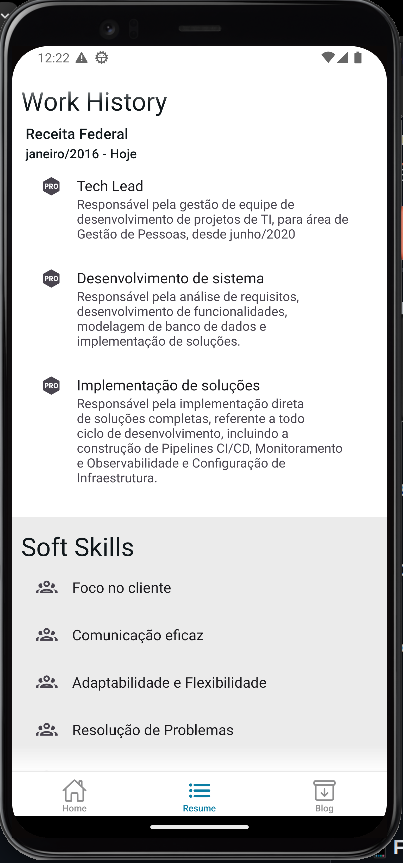 12:22
Work History
Receita Federal
janeiro/2016 - Hoje
PRO
Tech Lead
Responsável pela gestão de equipe de
desenvolvimento de projetos de TI, para área de
Gestão de Pessoas, desde junho/2020
PRO
Desenvolvimento de sistema
Responsável pela análise de requisitos,
desenvolvimento de funcionalidades,
modelagem de banco de dados e
implementação de soluções.
PRO
Implementação de soluções
Responsável pela implementação direta
de soluções completas, referente a todo
ciclo de desenvolvimento, incluindo a
construção de Pipelines CI/CD, Monitoramento
e Observabilidade e Configuração de
Infraestrutura.
Soft Skills
Foco no cliente
Comunicação eficaz
Adaptabilidade e Flexibilidade
Resolução de Problemas
Home
Resume
Blog